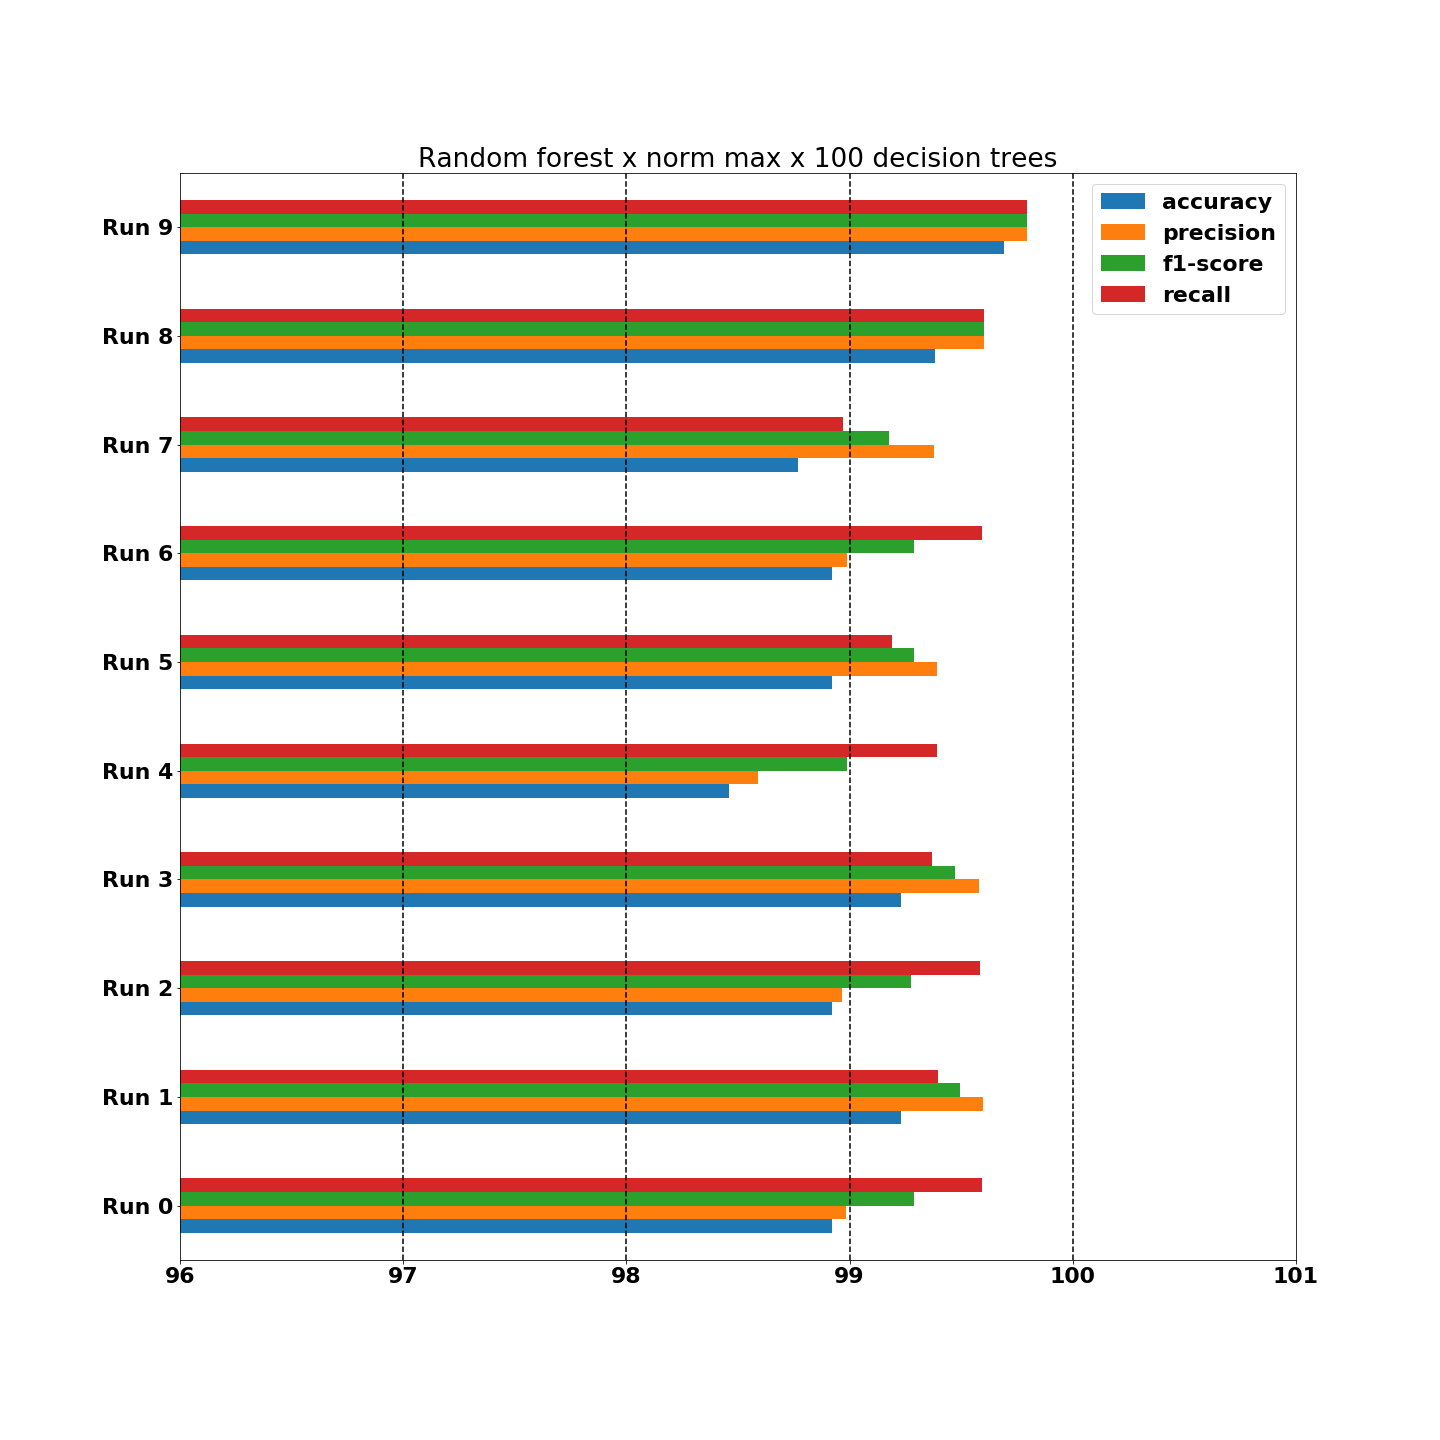 Random forest x norm max x 100 decision trees
accuracy
precision
f1-score
recall
Run 9
Run 8
Run 7
Run 6
Run 5
Run 4
Run 3
Run 2
Run 1
Run 0
96 97 98 99 100 101